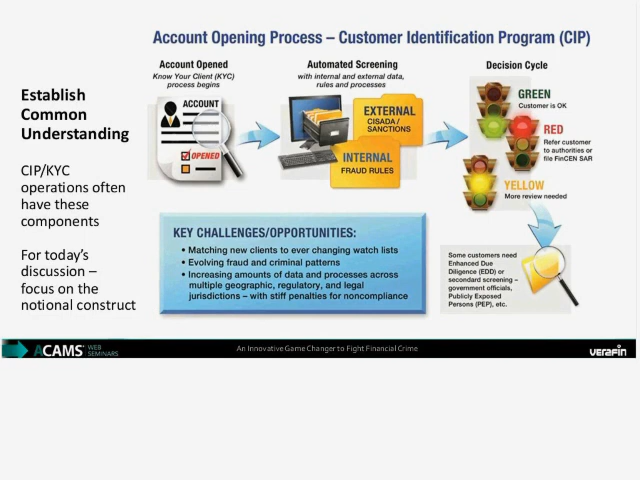 Account Opening Process – Customer Identification Program (CIP)
Establish
Common
Understanding
CIP/KYC
operations often
have these
components
For today's
discussion –
focus on the
notional construct
Account Opened
Know Your Client (KYC)
process begins
ACCOUNT
OPENED
Automated Screening
with internal and external data,
rules and processes
EXTERNAL
CISADA /
SANCTIONS
INTERNAL
FRAUD RULES
Decision Cycle
GREEN
Customer is OK
RED
Refer customer
to authorities or
file FinCEN SAR
YELLOW
More review needed
KEY CHALLENGES/OPPORTUNITIES:
• Matching new clients to ever changing watch lists
• Evolving fraud and criminal patterns
• Increasing amounts of data and processes across
multiple geographic, regulatory, and legal
jurisdictions – with stiff penalties for noncompliance
Some customers need
Enhanced Due
Diligence (EDD) or
secondard screening –
government officials,
Publicly Exposed
Persons (PEP), etc.
ACAMS WEB
SEMINARS
An Innovative Game Changer to Fight Financial Crime
verafin